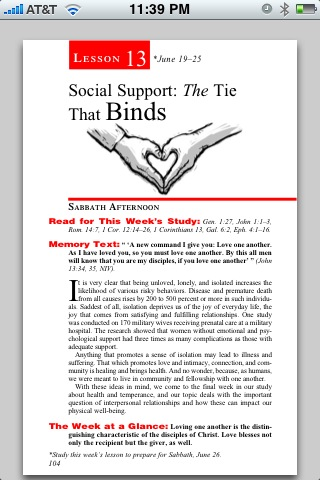 AT&T 11:39 PM
LESSON 13 *June 19–25
Social Support: The Tie
That Binds
SABBATH AFTERNOON
Read for This Week's Study: Gen. 1:27, John 1:1–3,
Rom. 14:7, 1 Cor. 12:14–26, 1 Corinthians 13, Gal. 6:2, Eph. 4:1–16.
Memory Text: “ ‘A new command I give you: Love one another.
As I have loved you, so you must love one another. By this all men
will know that you are my disciples, if you love one another’ ” (John
13:34, 35, NIV).
It is very clear that being unloved, lonely, and isolated increases the
likelihood of various risky behaviors. Disease and premature death
from all causes rises by 200 to 500 percent or more in such individu-
als. Saddest of all, isolation deprives us of the joy of everyday life, the
joy that comes from satisfying and fulfilling relationships. One study
was conducted on 170 military wives receiving prenatal care at a military
hospital. The research showed that women without emotional and psy-
chological support had three times as many complications as those with
adequate support.
Anything that promotes a sense of isolation may lead to illness and
suffering. That which promotes love and intimacy, connection, and com-
munity is healing and brings health. And no wonder, because, as humans,
we were meant to live in community and fellowship with one another.
With these ideas in mind, we come to the final week in our study
about health and temperance, and our topic deals with the important
question of interpersonal relationships and how these can impact our
physical well-being.
The Week at a Glance: Loving one another is the distin-
guishing characteristic of the disciples of Christ. Love blesses not
only the recipient but the giver, as well.
*Study this week's lesson to prepare for Sabbath, June 26.
104